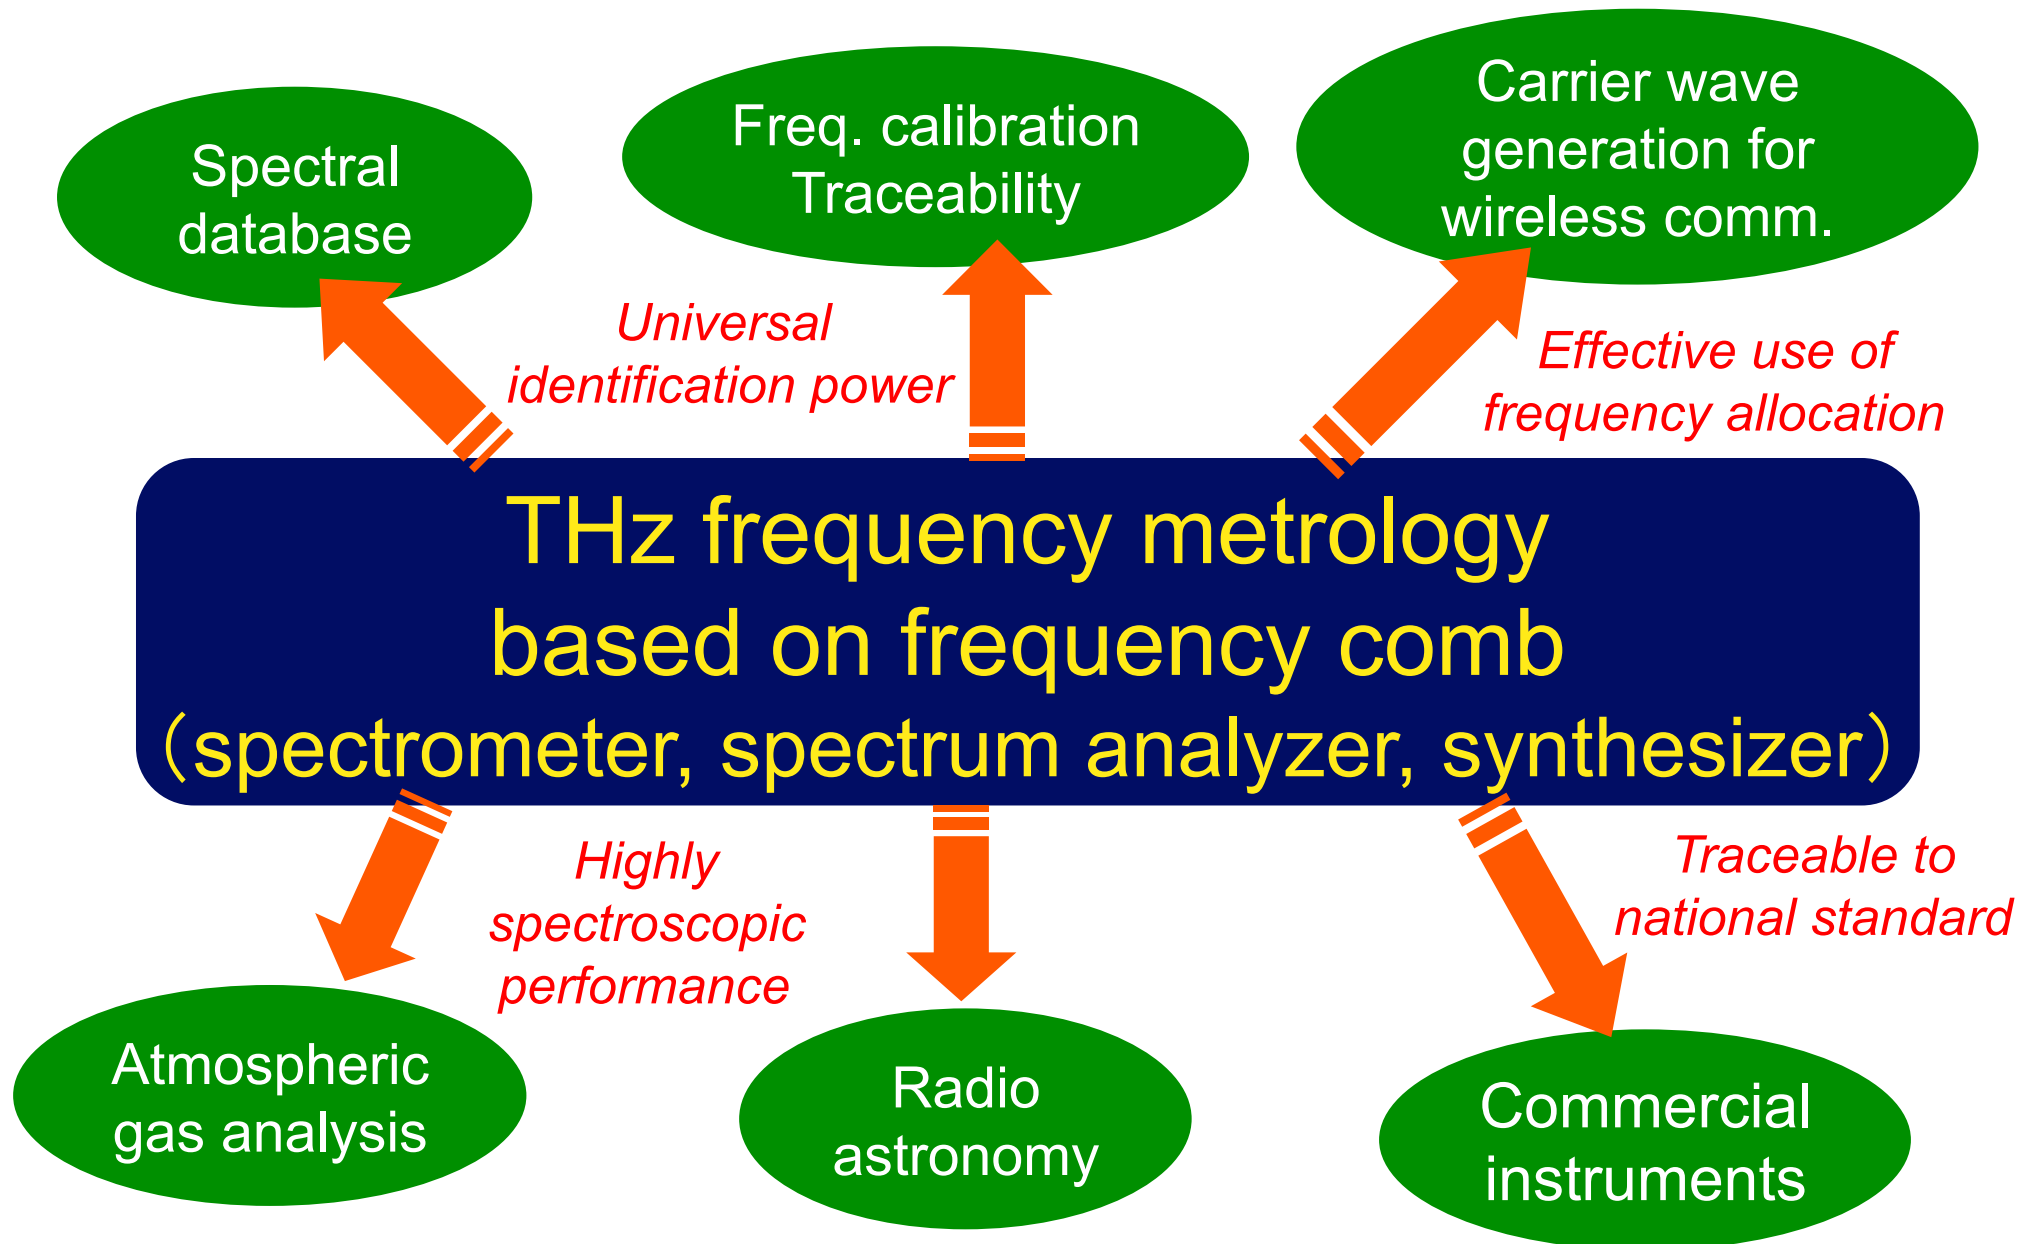 Spectral
database
Freq. calibration
Traceability
Carrier wave
generation for
wireless comm.
Universal
identification power
Effective use of
frequency allocation
THz frequency metrology
based on frequency comb
（spectrometer, spectrum analyzer, synthesizer）
Highly
spectroscopic
performance
Traceable to
national standard
Atmospheric
gas analysis
Radio
astronomy
Commercial
instruments